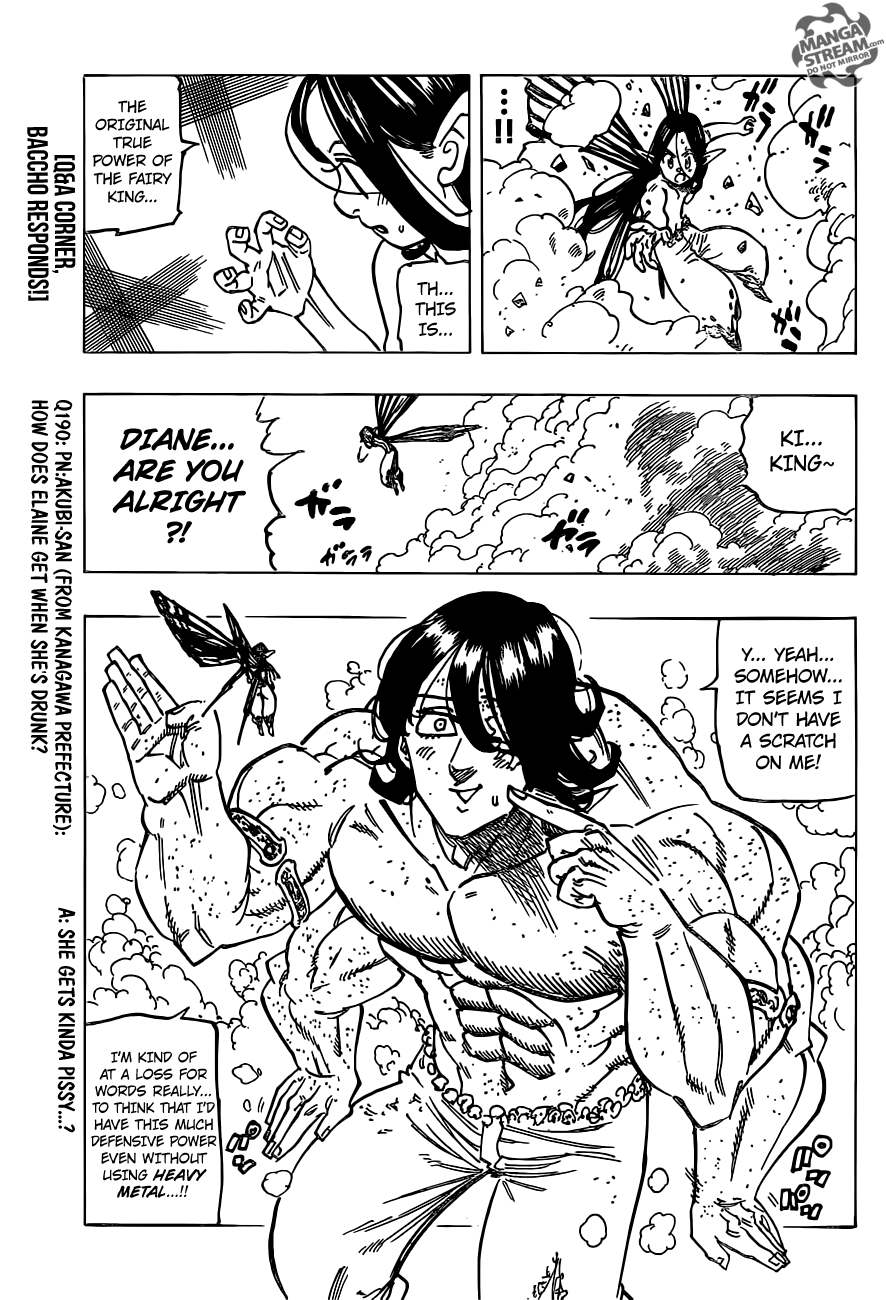 MANGA
STREAM.com
DO NOT MIRROR
...!!
THE
ORIGINAL
TRUE
POWER OF
THE FAIRY
KING...
TH...
THIS
IS...
KI...
KING~
DIANE...
ARE YOU
ALRIGHT
?!
Y... YEAH...
SOMEHOW...
IT SEEMS I
DON'T HAVE
A SCRATCH
ON ME!
I'M KIND OF
AT A LOSS FOR
WORDS REALLY...
TO THINK THAT I'D
HAVE THIS MUCH
DEFENSIVE POWER
EVEN WITHOUT
USING HEAVY
METAL...!!
[Q&A CORNER,
BACCHO RESPONDS!]
Q190: PN:AKUBI-SAN (FROM KANAGAWA PREFECTURE):
HOW DOES ELAINE GET WHEN SHE'S DRUNK?
A: SHE GETS KINDA PISSY...?